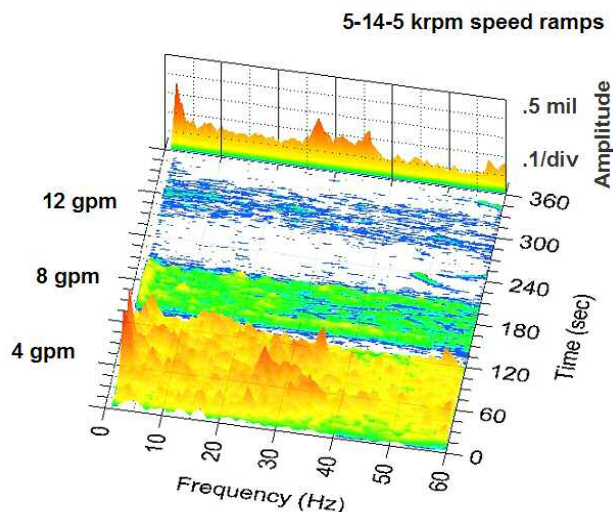 5-14-5 krpm speed ramps
.5 mil
.1/div
Amplitude
12 gpm
8 gpm
4 gpm
360
300
240
180
120
60
0
Time (sec)
0
10
20
30
40
50
60
Frequency (Hz)